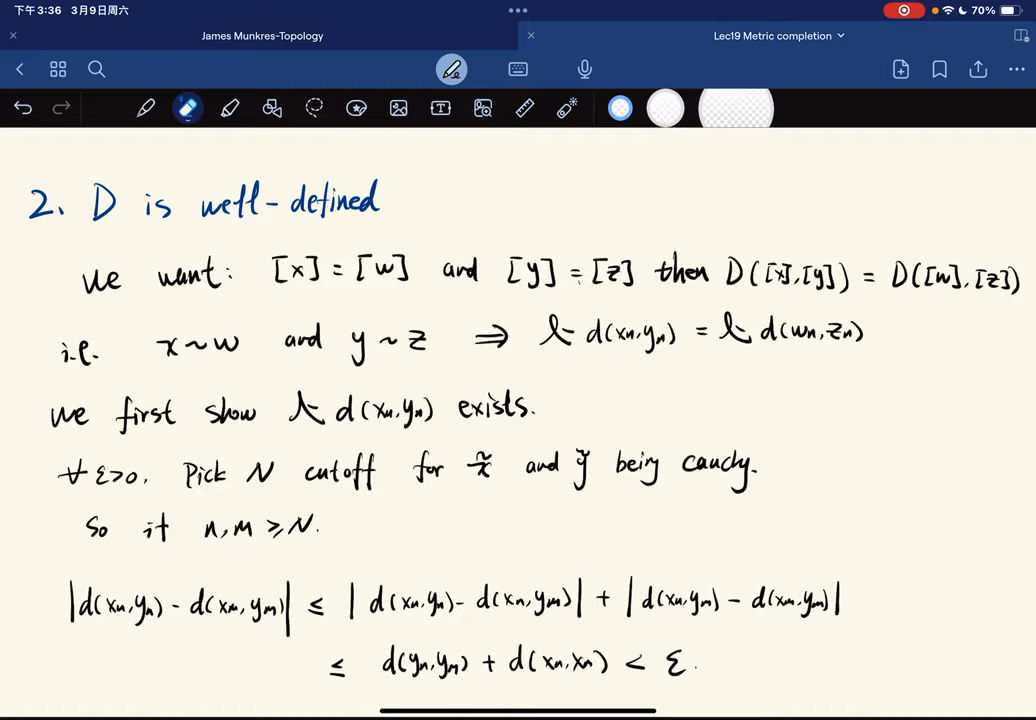 下午3:36 3月9日周六
70%
James Munkres-Topology
Lec19 Metric completion
2. D is well-defined
We want: [x] = [w] and [y] = [z] then D([x],[y]) = D([w],[z])
i.e. x ~ w and y ~ z ⇒ lim d(xn,yn) = lim d(wn,zn)
We first show lim d(xn,yn) exists.
∀ ε>0. Pick N cutoff for x̃ and ỹ being cauchy.
So if n,m ≥ N.
|d(xn,yn) - d(xm,ym)| ≤ |d(xn,yn) - d(xn,ym)| + |d(xn,ym) - d(xm,ym)|
≤ d(yn,ym) + d(xn,xm) < ε.